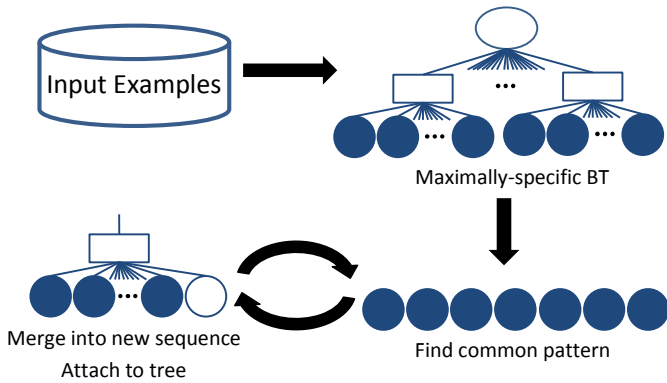 Input Examples
...
...
...
Maximally-specific BT
...
Merge into new sequence
Attach to tree
Find common pattern